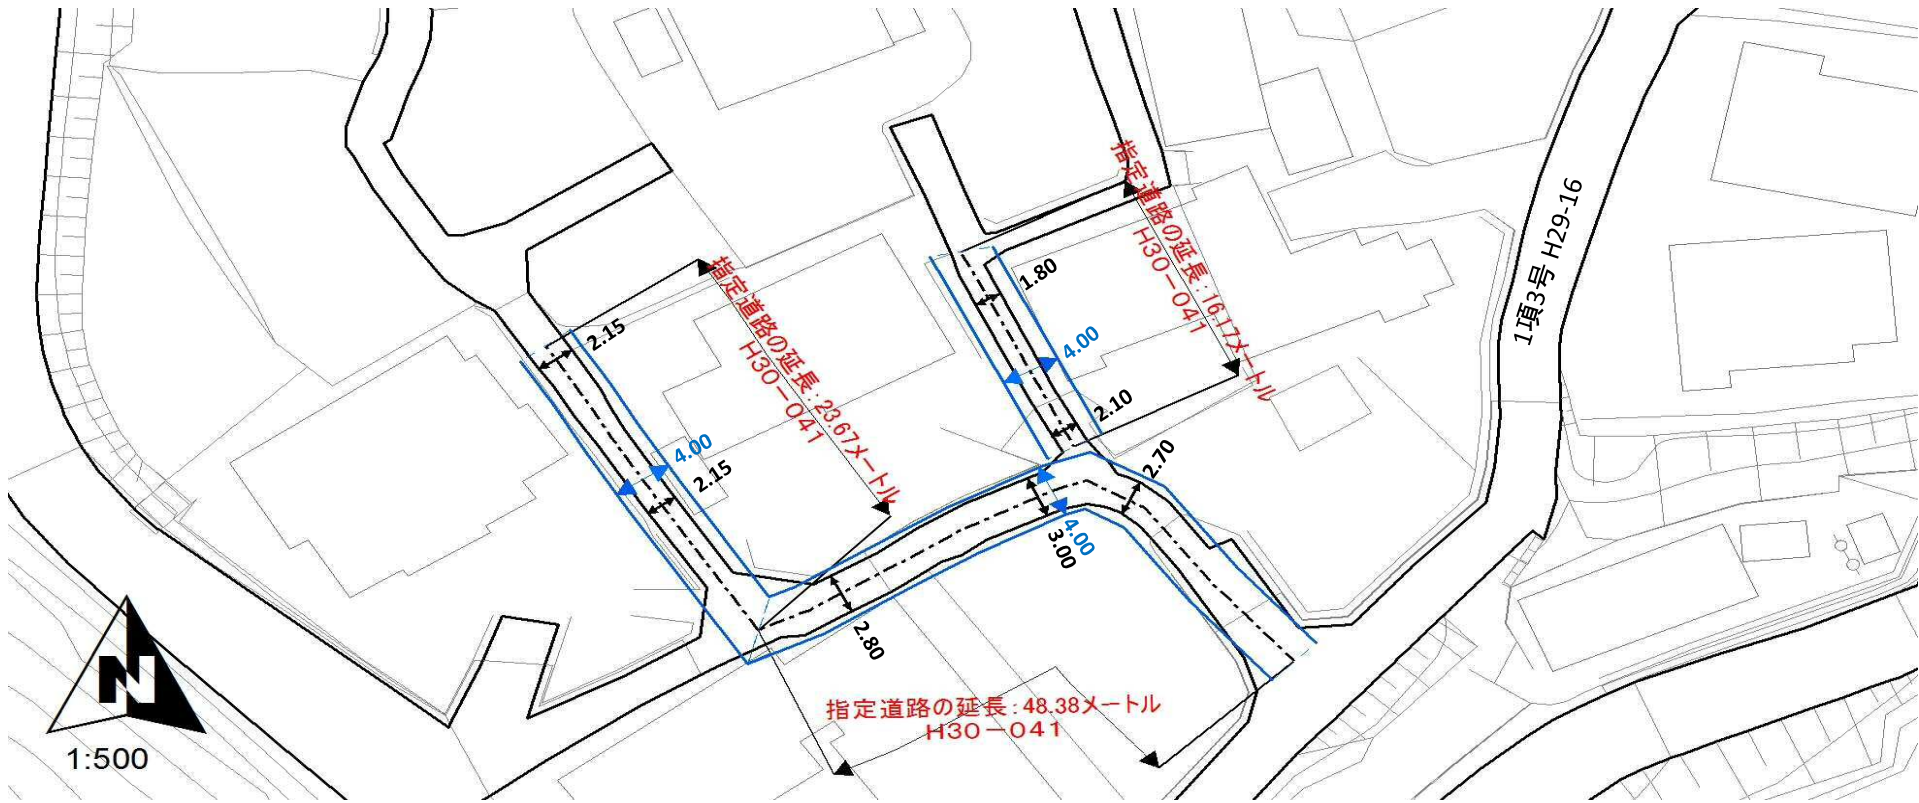 指定道路の延長：16.17メートル
H30－041
1項3号 H29-16
1.80
指定道路の延長：23.67メートル
H30－041
2.15
4.00
2.10
4.00
2.15
2.70
4.00
3.00
2.80
指定道路の延長：48.38メートル
H30－041
N
1:500